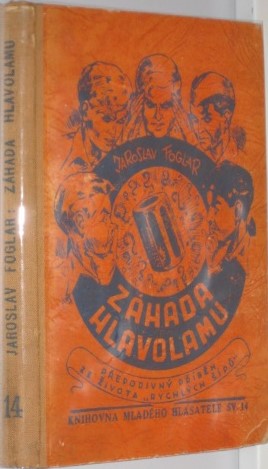 JAROSLAV FOGLAR: ZÁHADA HLAVOLAMU
14
JAROSLAV FOGLAR
ZÁHADA
HLAVOLAMU
PŘEPODIVNÝ PŘÍBĚH
ZE ŽIVOTA „RYCHLÝCH ŠÍPŮ“
KNIHOVNA MLADÉHO HLASATELE SV. 14